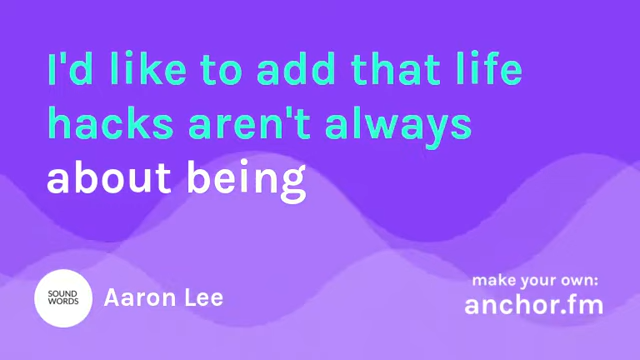 I'd like to add that life
hacks aren't always
about being
SOUND
WORDS
Aaron Lee
make your own:
anchor.fm